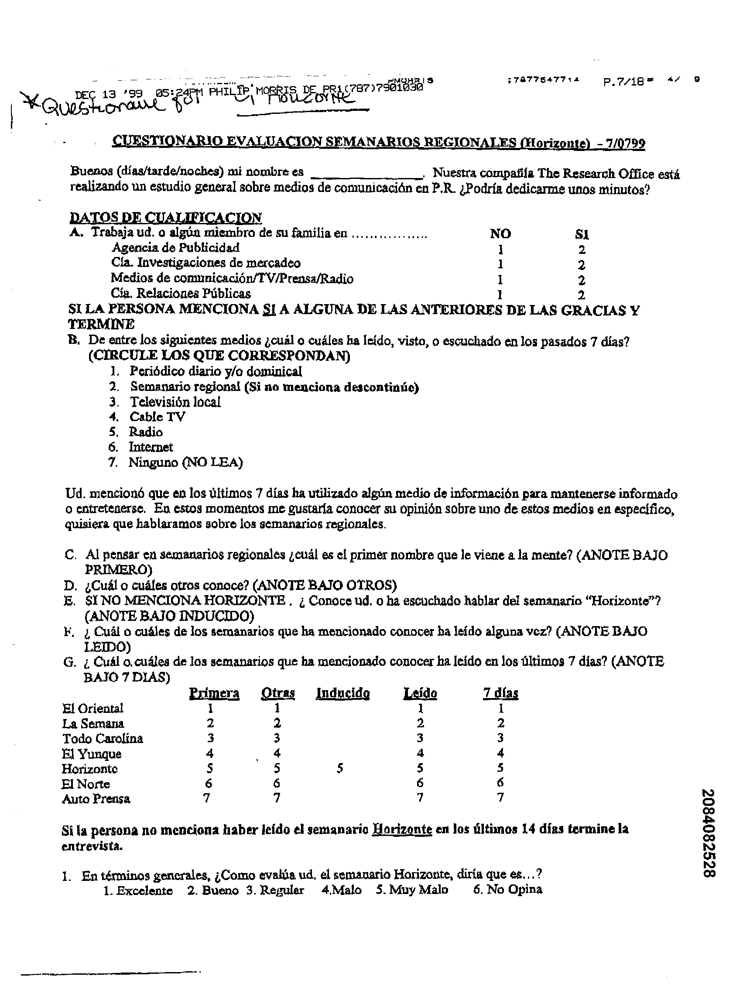 ;7877647714 P.7/18# 4/ 9
DEC 13 '99 05:24PM PHILIP MORRIS DE PR1(787)7901030
* Questionaire for El Horizonte
CUESTIONARIO EVALUACION SEMANARIOS REGIONALES (Horizonte) - 7/0799
Buenos (días/tarde/noches) mi nombre es ________________. Nuestra compañía The Research Office está
realizando un estudio general sobre medios de comunicación en P.R. ¿Podría dedicarme unos minutos?
DATOS DE CUALIFICACION
A. Trabaja ud. o algún miembro de su familia en ................. NO SI
Agencia de Publicidad 1 2
Cía. Investigaciones de mercadeo 1 2
Medios de comunicación/TV/Prensa/Radio 1 2
Cía. Relaciones Públicas 1 2
SI LA PERSONA MENCIONA SI A ALGUNA DE LAS ANTERIORES DE LAS GRACIAS Y
TERMINE
B. De entre los siguientes medios ¿cuál o cuáles ha leído, visto, o escuchado en los pasados 7 días?
(CIRCULE LOS QUE CORRESPONDAN)
1. Periódico diario y/o dominical
2. Semanario regional (Si no menciona descontinúe)
3. Televisión local
4. Cable TV
5. Radio
6. Internet
7. Ninguno (NO LEA)
Ud. mencionó que en los últimos 7 días ha utilizado algún medio de información para mantenerse informado
o entretenerse. En estos momentos me gustaría conocer su opinión sobre uno de estos medios en específico,
quisiera que hablaramos sobre los semanarios regionales.
C. Al pensar en semanarios regionales ¿cuál es el primer nombre que le viene a la mente? (ANOTE BAJO
PRIMERO)
D. ¿Cuál o cuáles otros conoce? (ANOTE BAJO OTROS)
E. SI NO MENCIONA HORIZONTE . ¿ Conoce ud. o ha escuchado hablar del semanario “Horizonte”?
(ANOTE BAJO INDUCIDO)
F. ¿ Cuál o cuáles de los semanarios que ha mencionado conocer ha leído alguna vez? (ANOTE BAJO
LEIDO)
G. ¿ Cuál o cuáles de los semanarios que ha mencionado conocer ha leído en los últimos 7 días? (ANOTE
BAJO 7 DIAS)
Primera Otras Inducido Leído 7 días
El Oriental 1 1 1 1
La Semana 2 2 2 2
Todo Carolina 3 3 3 3
El Yunque 4 4 4 4
Horizonte 5 5 5 5 5
El Norte 6 6 6 6
Auto Prensa 7 7 7 7
Si la persona no menciona haber leído el semanario Horizonte en los últimos 14 días termine la
entrevista.
1. En términos generales, ¿Como evalúa ud. el semanario Horizonte, diría que es...?
1. Excelente 2. Bueno 3. Regular 4.Malo 5. Muy Malo 6. No Opina
2084082528